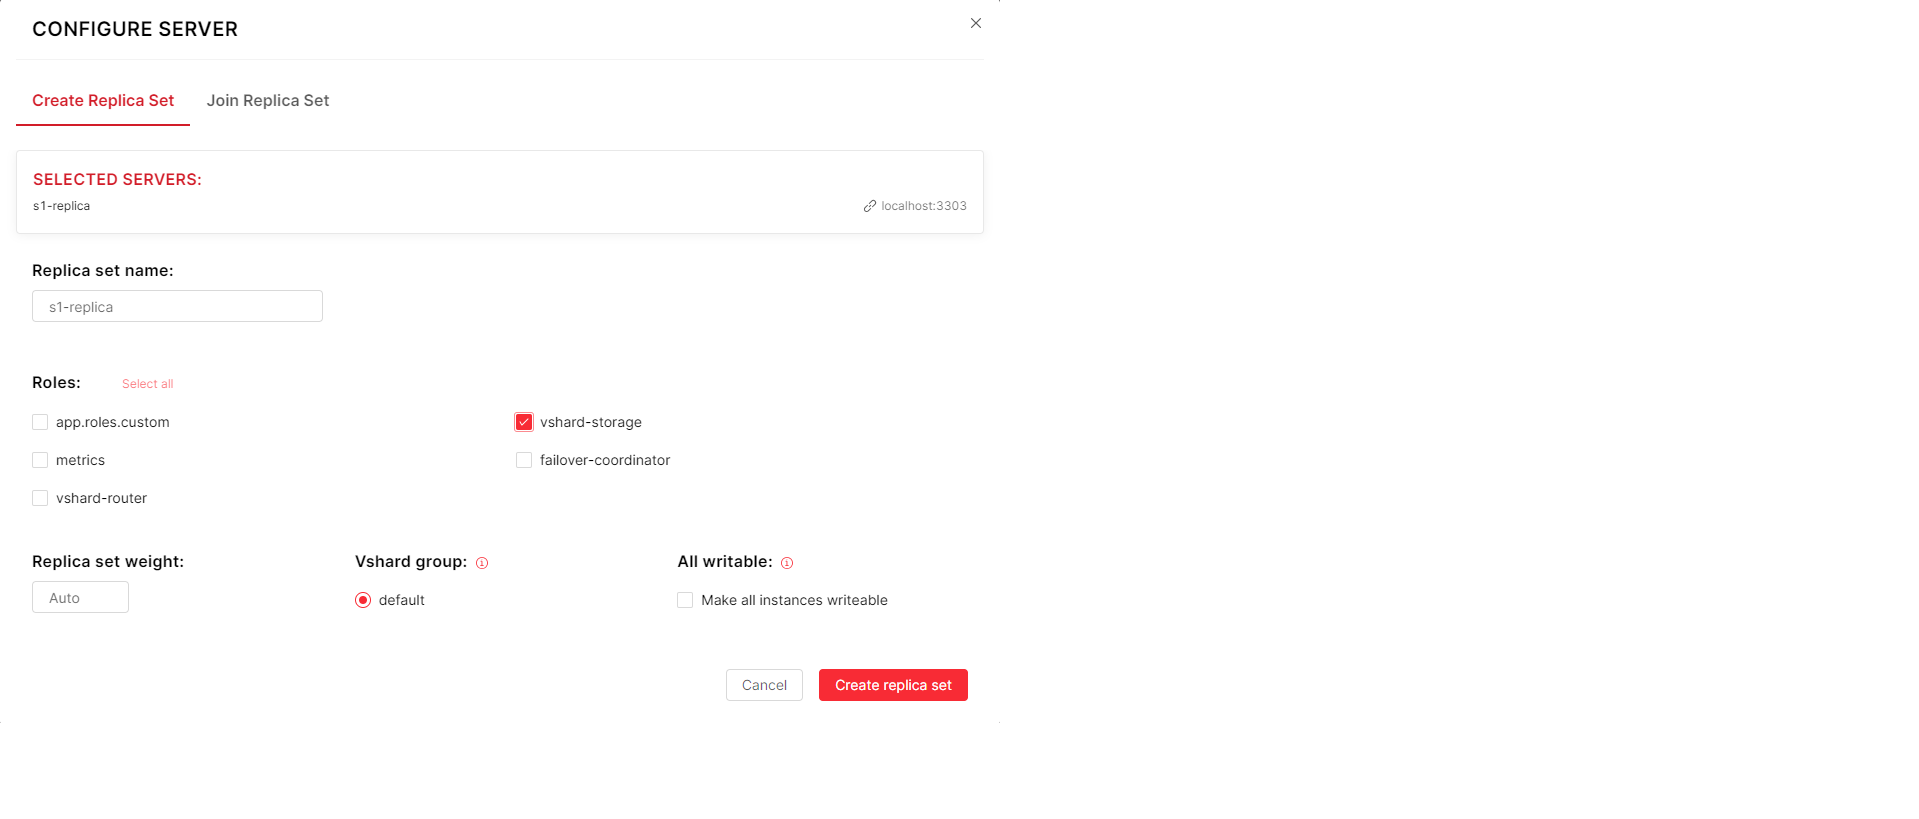 CONFIGURE SERVER
Create Replica Set Join Replica Set
SELECTED SERVERS:
s1-replica localhost:3303
Replica set name:
s1-replica
Roles: Select all
app.roles.custom vshard-storage
metrics failover-coordinator
vshard-router
Replica set weight: Vshard group: All writable:
Auto default Make all instances writeable
Cancel Create replica set